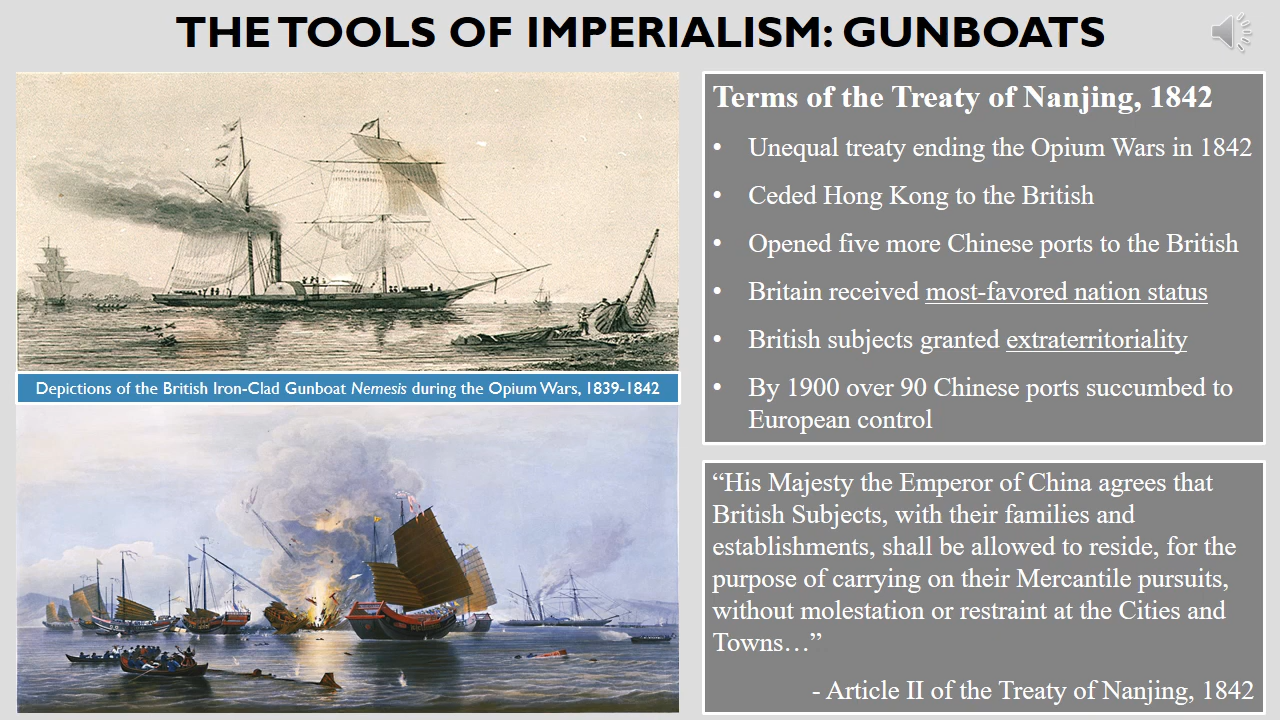 THE TOOLS OF IMPERIALISM: GUNBOATS
Depictions of the British Iron-Clad Gunboat Nemesis during the Opium Wars, 1839-1842
Terms of the Treaty of Nanjing, 1842
• Unequal treaty ending the Opium Wars in 1842
• Ceded Hong Kong to the British
• Opened five more Chinese ports to the British
• Britain received most-favored nation status
• British subjects granted extraterritoriality
• By 1900 over 90 Chinese ports succumbed to
European control
“His Majesty the Emperor of China agrees that
British Subjects, with their families and
establishments, shall be allowed to reside, for the
purpose of carrying on their Mercantile pursuits,
without molestation or restraint at the Cities and
Towns…”
- Article II of the Treaty of Nanjing, 1842